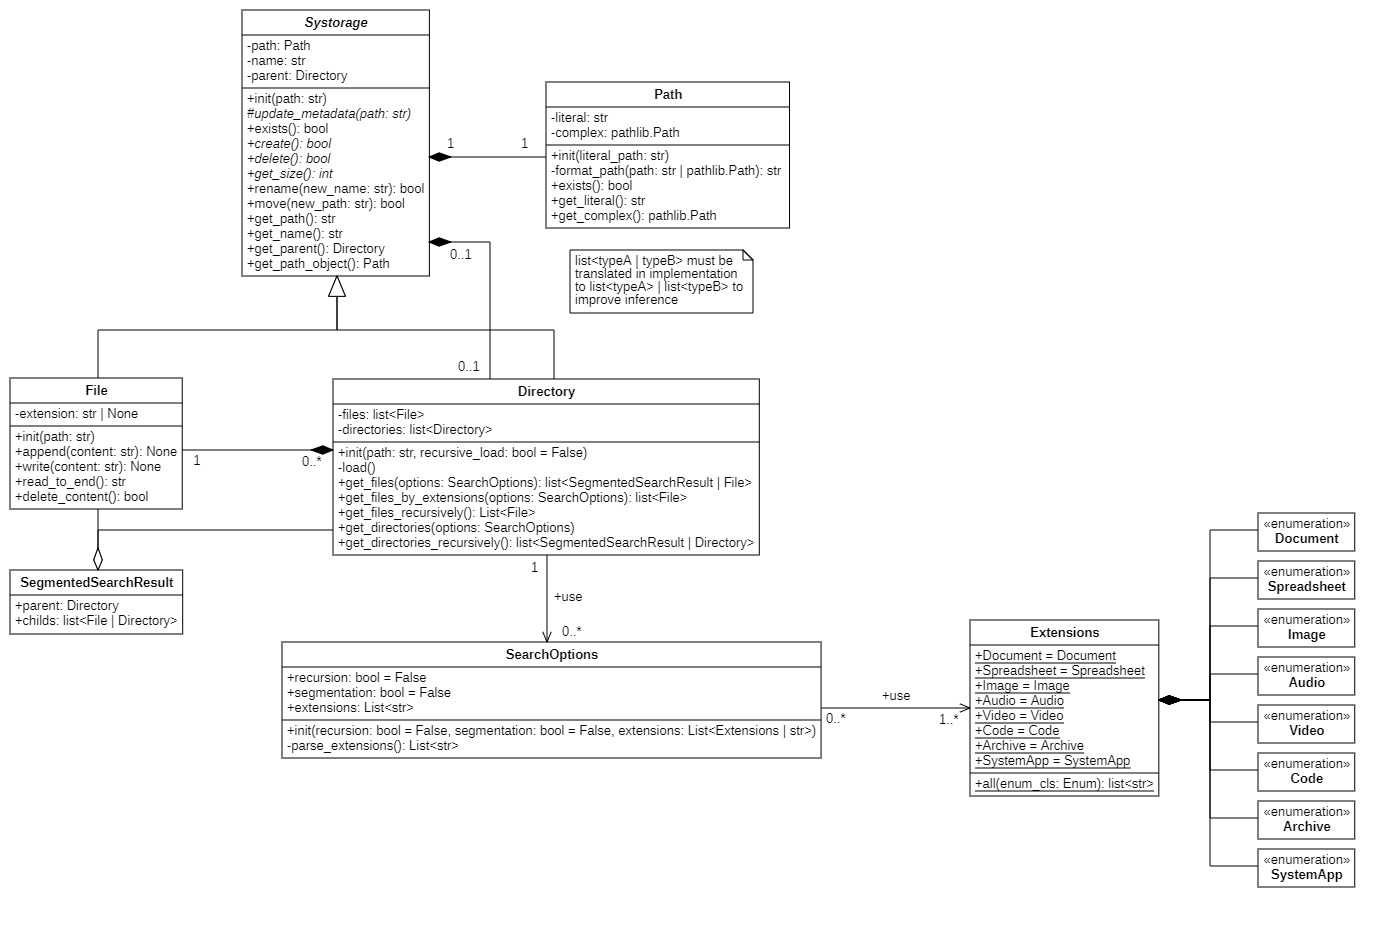 Systorage
-path: Path
-name: str
-parent: Directory
+init(path: str)
#update_metadata(path: str)
+exists(): bool
+create(): bool
+delete(): bool
+get_size(): int
+rename(new_name: str): bool
+move(new_path: str): bool
+get_path(): str
+get_name(): str
+get_parent(): Directory
+get_path_object(): Path
1
1
0..1
0..1
Path
-literal: str
-complex: pathlib.Path
+init(literal_path: str)
-format_path(path: str | pathlib.Path): str
+exists(): bool
+get_literal(): str
+get_complex(): pathlib.Path
list<typeA | typeB> must be
translated in implementation
to list<typeA> | list<typeB> to
improve inference
File
-extension: str | None
+init(path: str)
+append(content: str): None
+write(content: str): None
+read_to_end(): str
+delete_content(): bool
1
0..*
Directory
-files: list<File>
-directories: list<Directory>
+init(path: str, recursive_load: bool = False)
-load()
+get_files(options: SearchOptions): list<SegmentedSearchResult | File>
+get_files_by_extensions(options: SearchOptions): list<File>
+get_files_recursively(): List<File>
+get_directories(options: SearchOptions)
+get_directories_recursively(): list<SegmentedSearchResult | Directory>
SegmentedSearchResult
+parent: Directory
+childs: list<File | Directory>
1
+use
0..*
SearchOptions
+recursion: bool = False
+segmentation: bool = False
+extensions: List<str>
+init(recursion: bool = False, segmentation: bool = False, extensions: List<Extensions | str>)
-parse_extensions(): List<str>
+use
0..*
1..*
Extensions
+Document = Document
+Spreadsheet = Spreadsheet
+Image = Image
+Audio = Audio
+Video = Video
+Code = Code
+Archive = Archive
+SystemApp = SystemApp
+all(enum_cls: Enum): list<str>
«enumeration»
Document
«enumeration»
Spreadsheet
«enumeration»
Image
«enumeration»
Audio
«enumeration»
Video
«enumeration»
Code
«enumeration»
Archive
«enumeration»
SystemApp